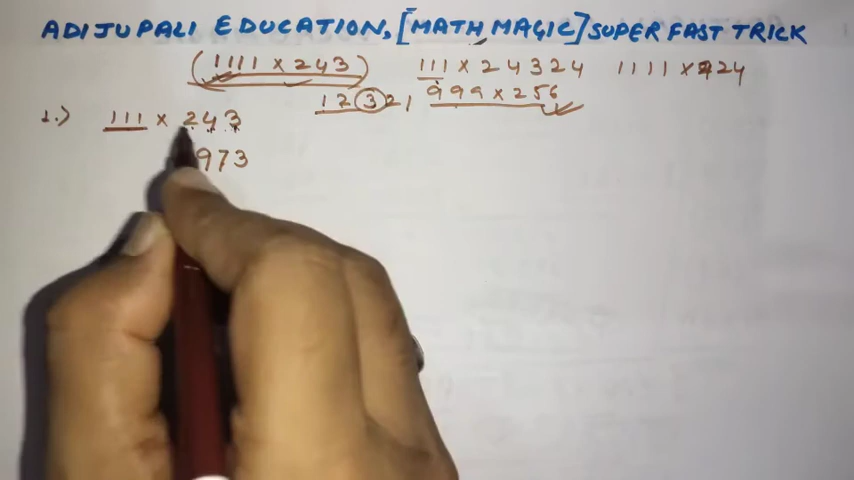 ADIJUPALI EDUCATION, [MATH MAGIC] SUPER FAST TRICK
(1111 × 243) 111 × 24324 1111 × 424
12321 999 × 256
1.) 111 × 243
973